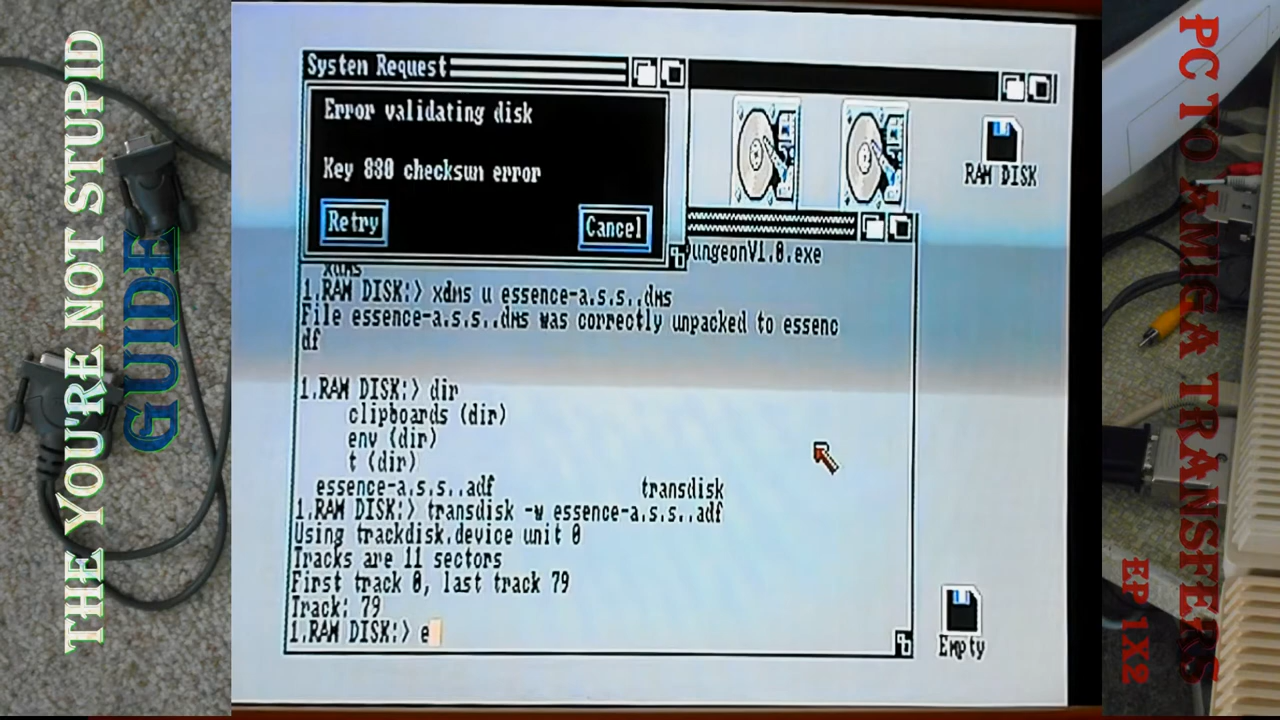 THE YOU'RE NOT STUPID
GUIDE
System Request
Error validating disk
Key 880 checksum error
Retry
Cancel
RAM DISK
ungeonV1.0.exe
xdms
1.RAM DISK:> xdms u essence-a.s.s..dms
File essence-a.s.s..dms was correctly unpacked to essenc
df
1.RAM DISK:> dir
clipboards (dir)
env (dir)
t (dir)
essence-a.s.s..adf transdisk
1.RAM DISK:> transdisk -w essence-a.s.s..adf
Using trackdisk.device unit 0
Tracks are 11 sectors
First track 0, last track 79
Track: 79
1.RAM DISK:> e
Empty
PC TO AMIGA TRANSFERS
EP 1X2